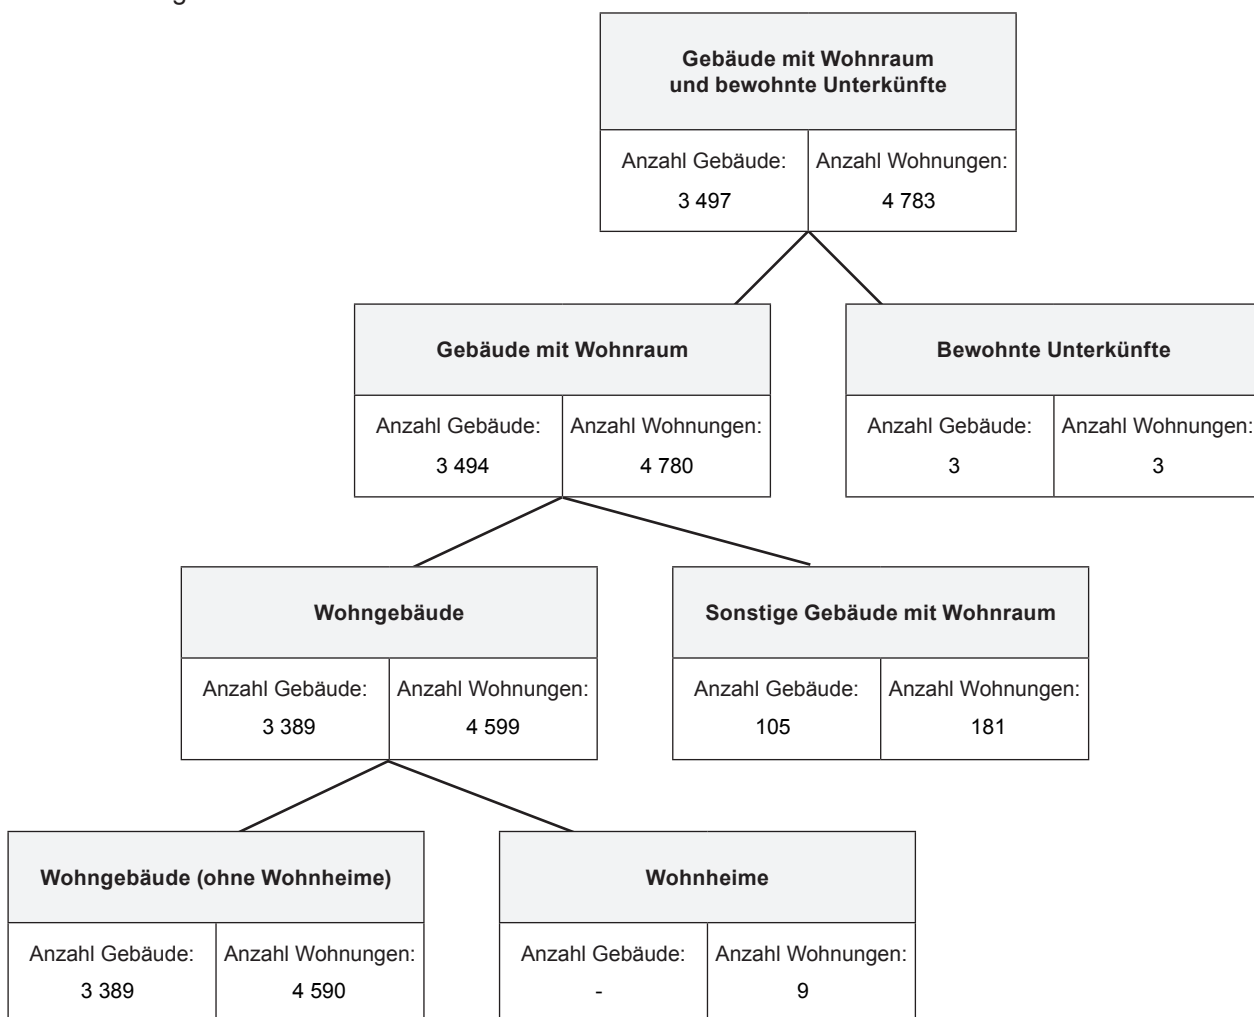 Gebäude mit Wohnraum
und bewohnte Unterkünfte
Anzahl Gebäude: Anzahl Wohnungen:
3 497 4 783
Gebäude mit Wohnraum
Anzahl Gebäude: Anzahl Wohnungen:
3 494 4 780
Bewohnte Unterkünfte
Anzahl Gebäude: Anzahl Wohnungen:
3 3
Wohngebäude
Anzahl Gebäude: Anzahl Wohnungen:
3 389 4 599
Sonstige Gebäude mit Wohnraum
Anzahl Gebäude: Anzahl Wohnungen:
105 181
Wohngebäude (ohne Wohnheime)
Anzahl Gebäude: Anzahl Wohnungen:
3 389 4 590
Wohnheime
Anzahl Gebäude: Anzahl Wohnungen:
- 9